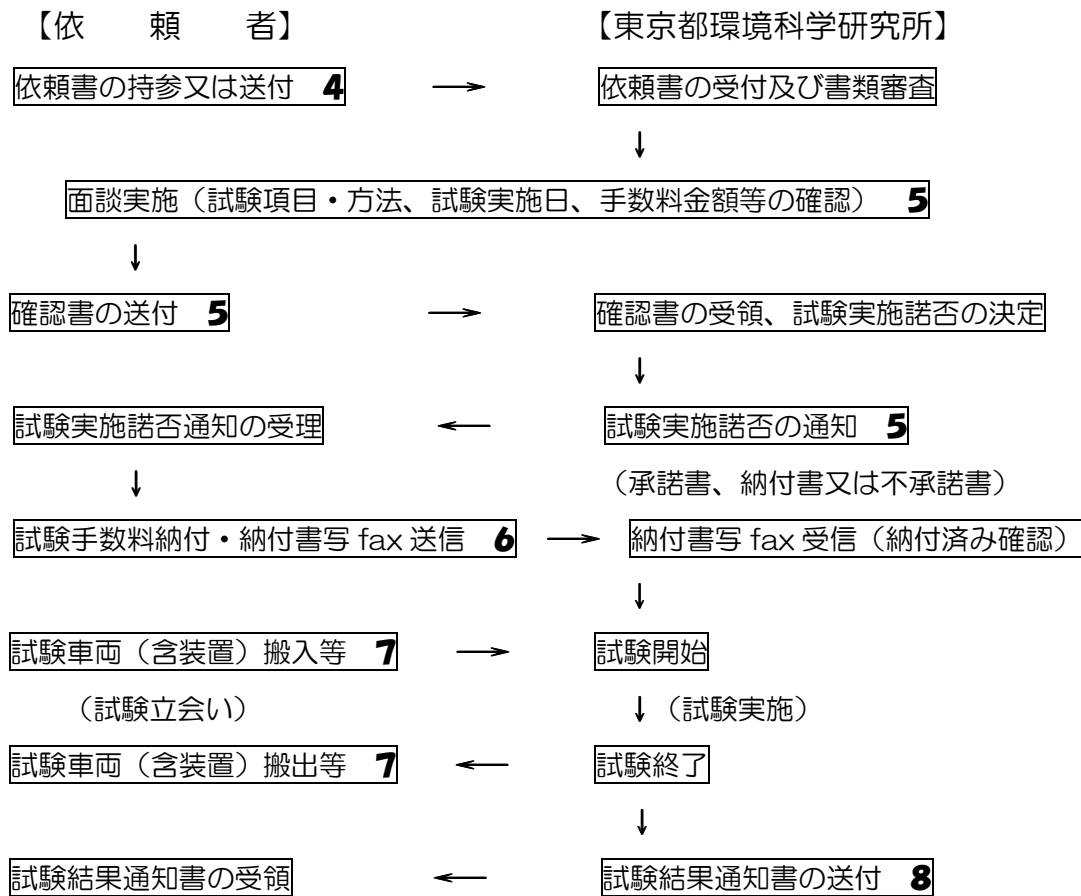 【依　頼　者】　【東京都環境科学研究所】
依頼書の持参又は送付 4 → 依頼書の受付及び書類審査
↓
面談実施（試験項目・方法、試験実施日、手数料金額等の確認） 5
↓
確認書の送付 5 → 確認書の受領、試験実施諾否の決定
↓
試験実施諾否通知の受理 ← 試験実施諾否の通知 5
↓ （承諾書、納付書又は不承諾書）
試験手数料納付・納付書写 fax 送信 6 → 納付書写 fax 受信（納付済み確認）
↓
試験車両（含装置）搬入等 7 → 試験開始
（試験立会い） ↓（試験実施）
試験車両（含装置）搬出等 7 ← 試験終了
↓
試験結果通知書の受領 ← 試験結果通知書の送付 8